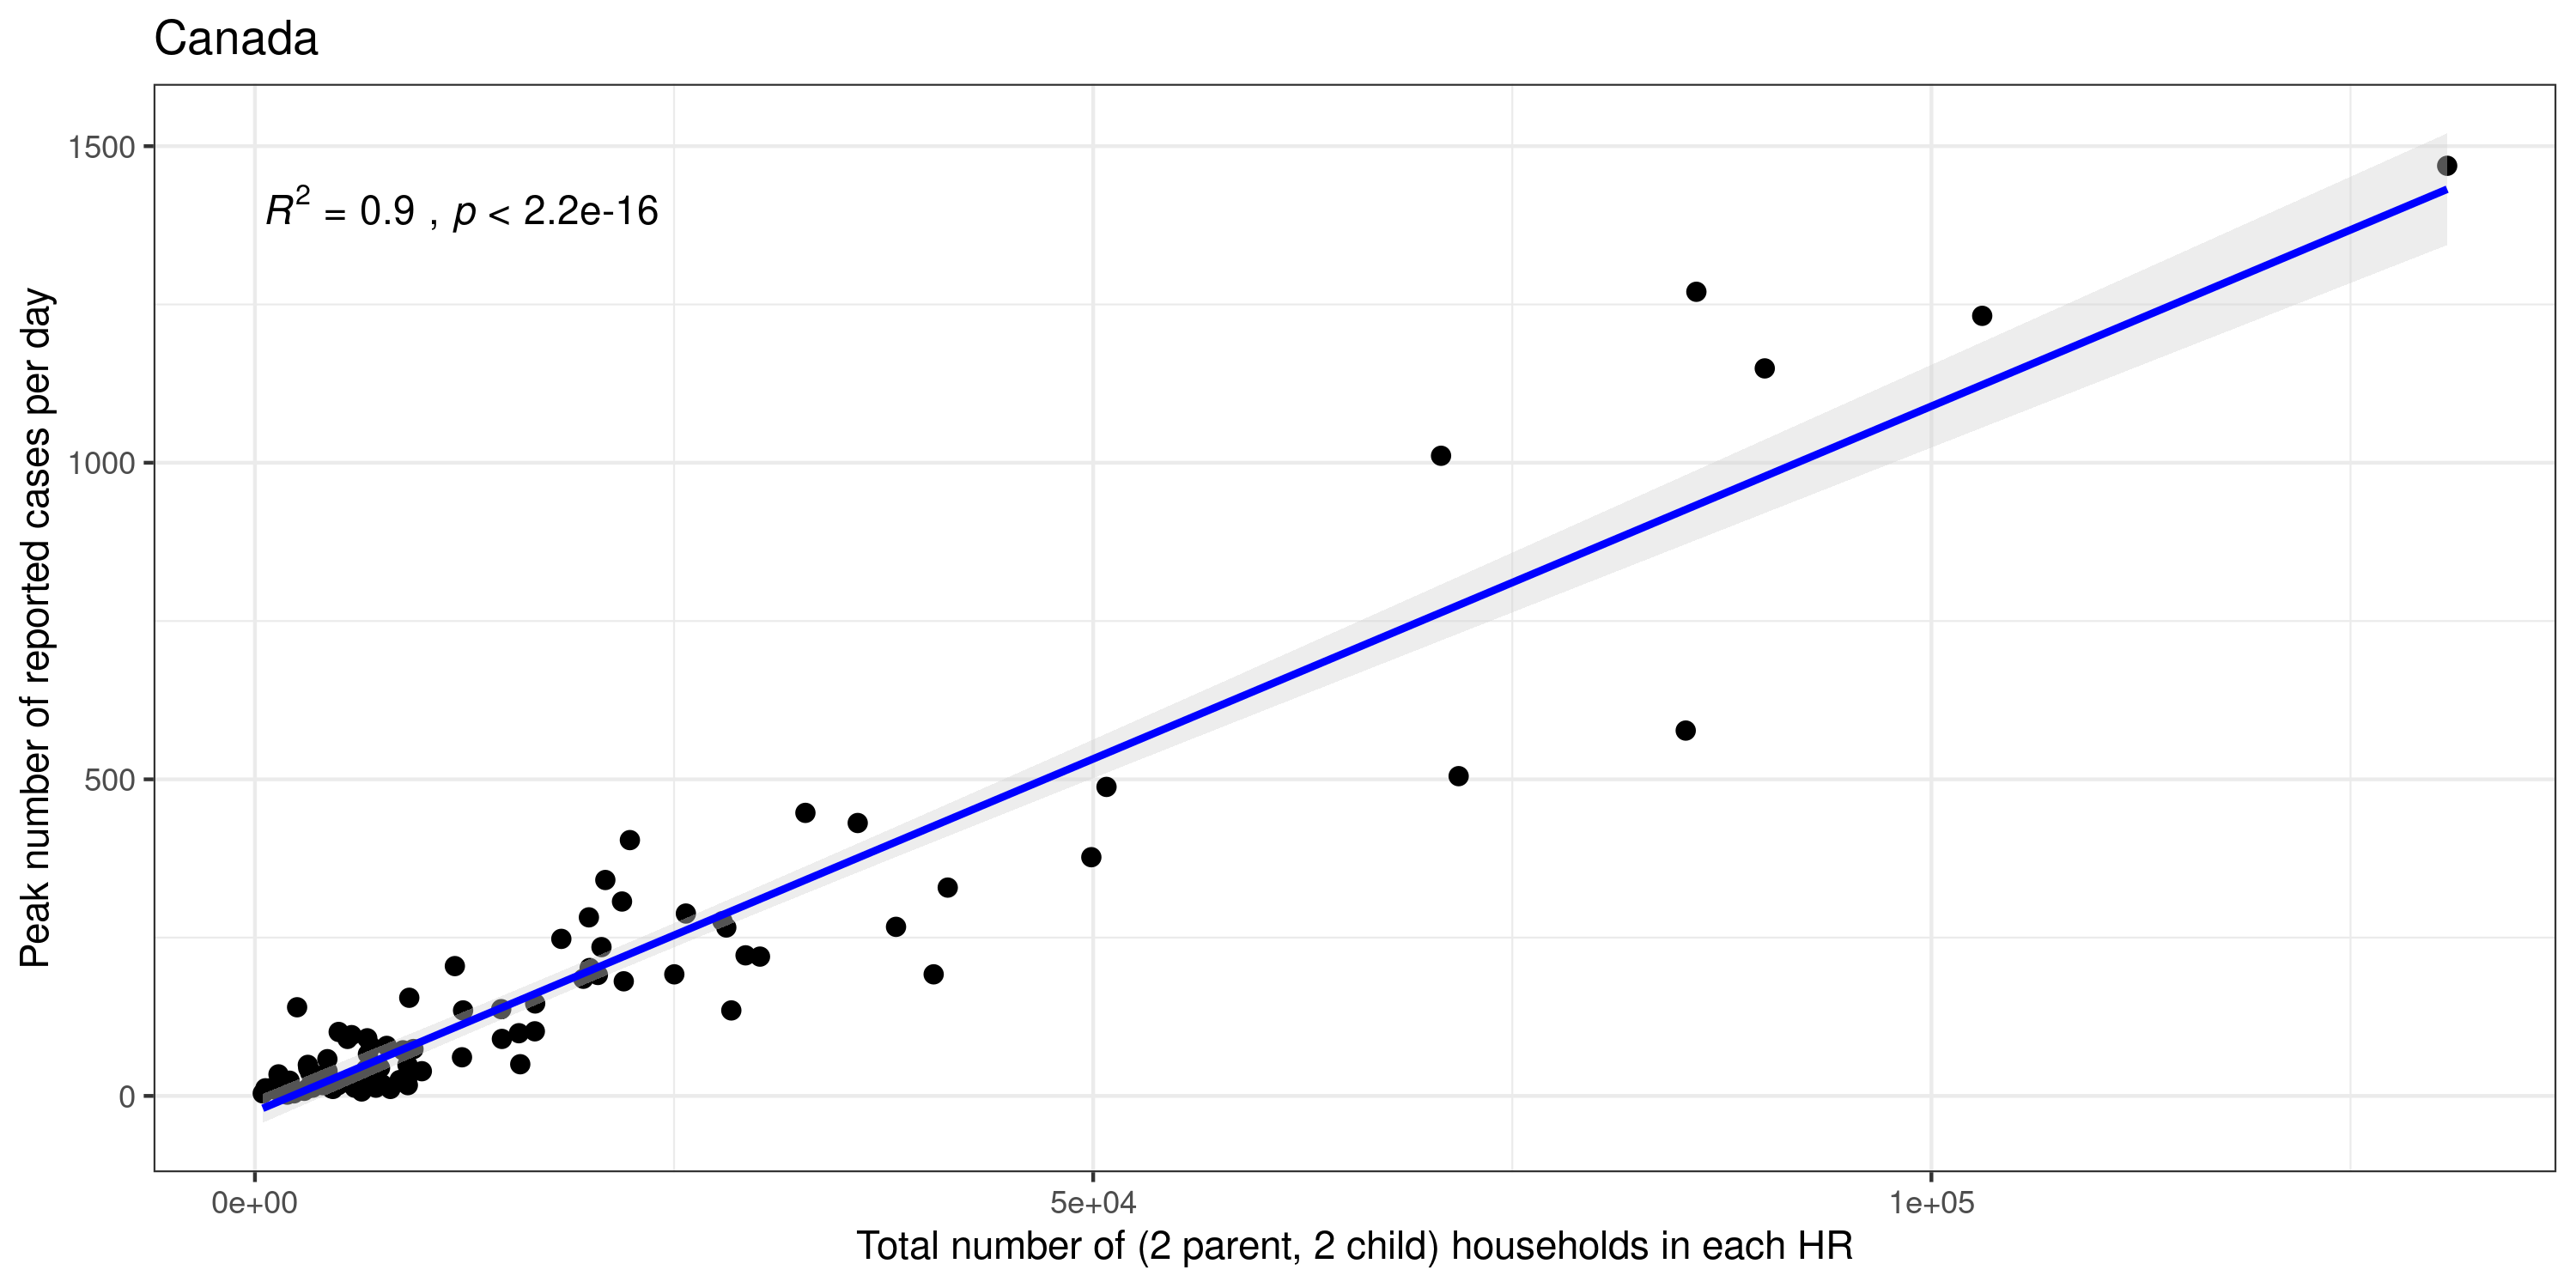 Canada
1500
R² = 0.9 , p < 2.2e-16
1000
500
0
Peak number of reported cases per day
0e+00 5e+04 1e+05
Total number of (2 parent, 2 child) households in each HR